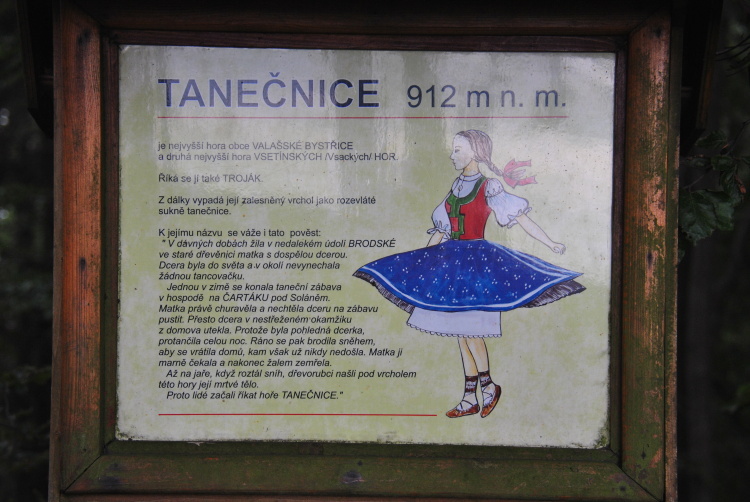 TANEČNICE 912 m n. m.
je nejvyšší hora obce VALAŠSKÉ BYSTŘICE
a druhá nejvyšší hora VSETÍNSKÝCH /Vsackých/ HOR.
Říká se jí také TROJÁK.
Z dálky vypadá její zalesněný vrchol jako rozevláté
sukně tanečnice.
K jejímu názvu se váže i tato pověst:
" V dávných dobách žila v nedalekém údolí BRODSKÉ
ve staré dřevěnici matka s dospělou dcerou.
Dcera byla do světa a v okolí nevynechala
žádnou tancovačku.
Jednou v zimě se konala taneční zábava
v hospodě na ČARTÁKU pod Soláněm.
Matka právě churavěla a nechtěla dceru na zábavu
pustit. Přesto dcera v nestřeženém okamžiku
z domova utekla. Protože byla pohledná dcerka,
protančila celou noc. Ráno se pak brodila sněhem,
aby se vrátila domů, kam však už nikdy nedošla. Matka ji
marně čekala a nakonec žalem zemřela.
Až na jaře, když roztál sníh, dřevorubci našli pod vrcholem
této hory její mrtvé tělo.
Proto lidé začali říkat hoře TANEČNICE."